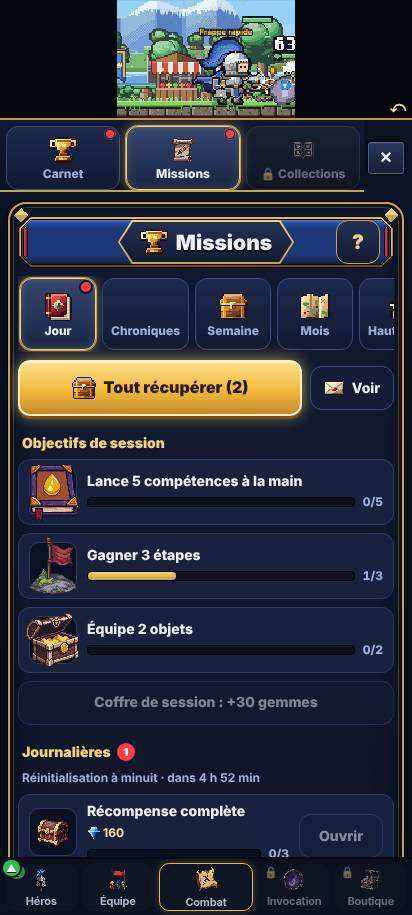 Frappe rapide
63
Carnet
Missions
Collections
×
Missions
?
Jour
Chroniques
Semaine
Mois
Haut
Tout récupérer (2)
Voir
Objectifs de session
Lance 5 compétences à la main
0/5
Gagner 3 étapes
1/3
Équipe 2 objets
0/2
Coffre de session : +30 gemmes
Journalières 1
Réinitialisation à minuit · dans 4 h 52 min
Récompense complète
160
Ouvrir
0/3
Héros
Équipe
Combat
Invocation
Boutique